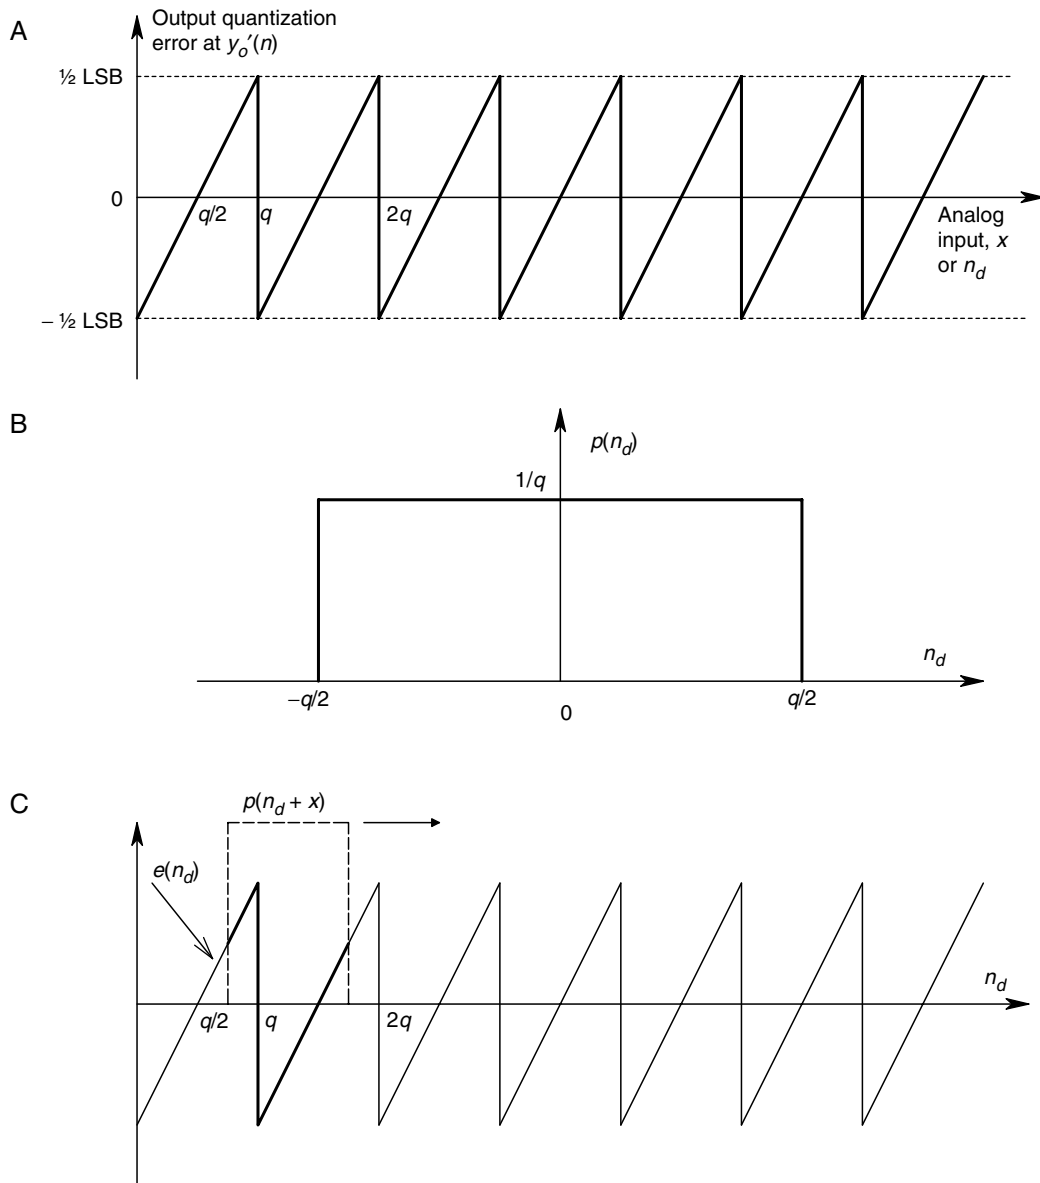 A
Output quantization
error at yₒ′(n)
½ LSB
0
q/2
q
2q
Analog
input, x
or n_d
– ½ LSB
B
p(n_d)
1/q
n_d
–q/2
0
q/2
C
p(n_d + x)
e(n_d)
n_d
q/2
q
2q